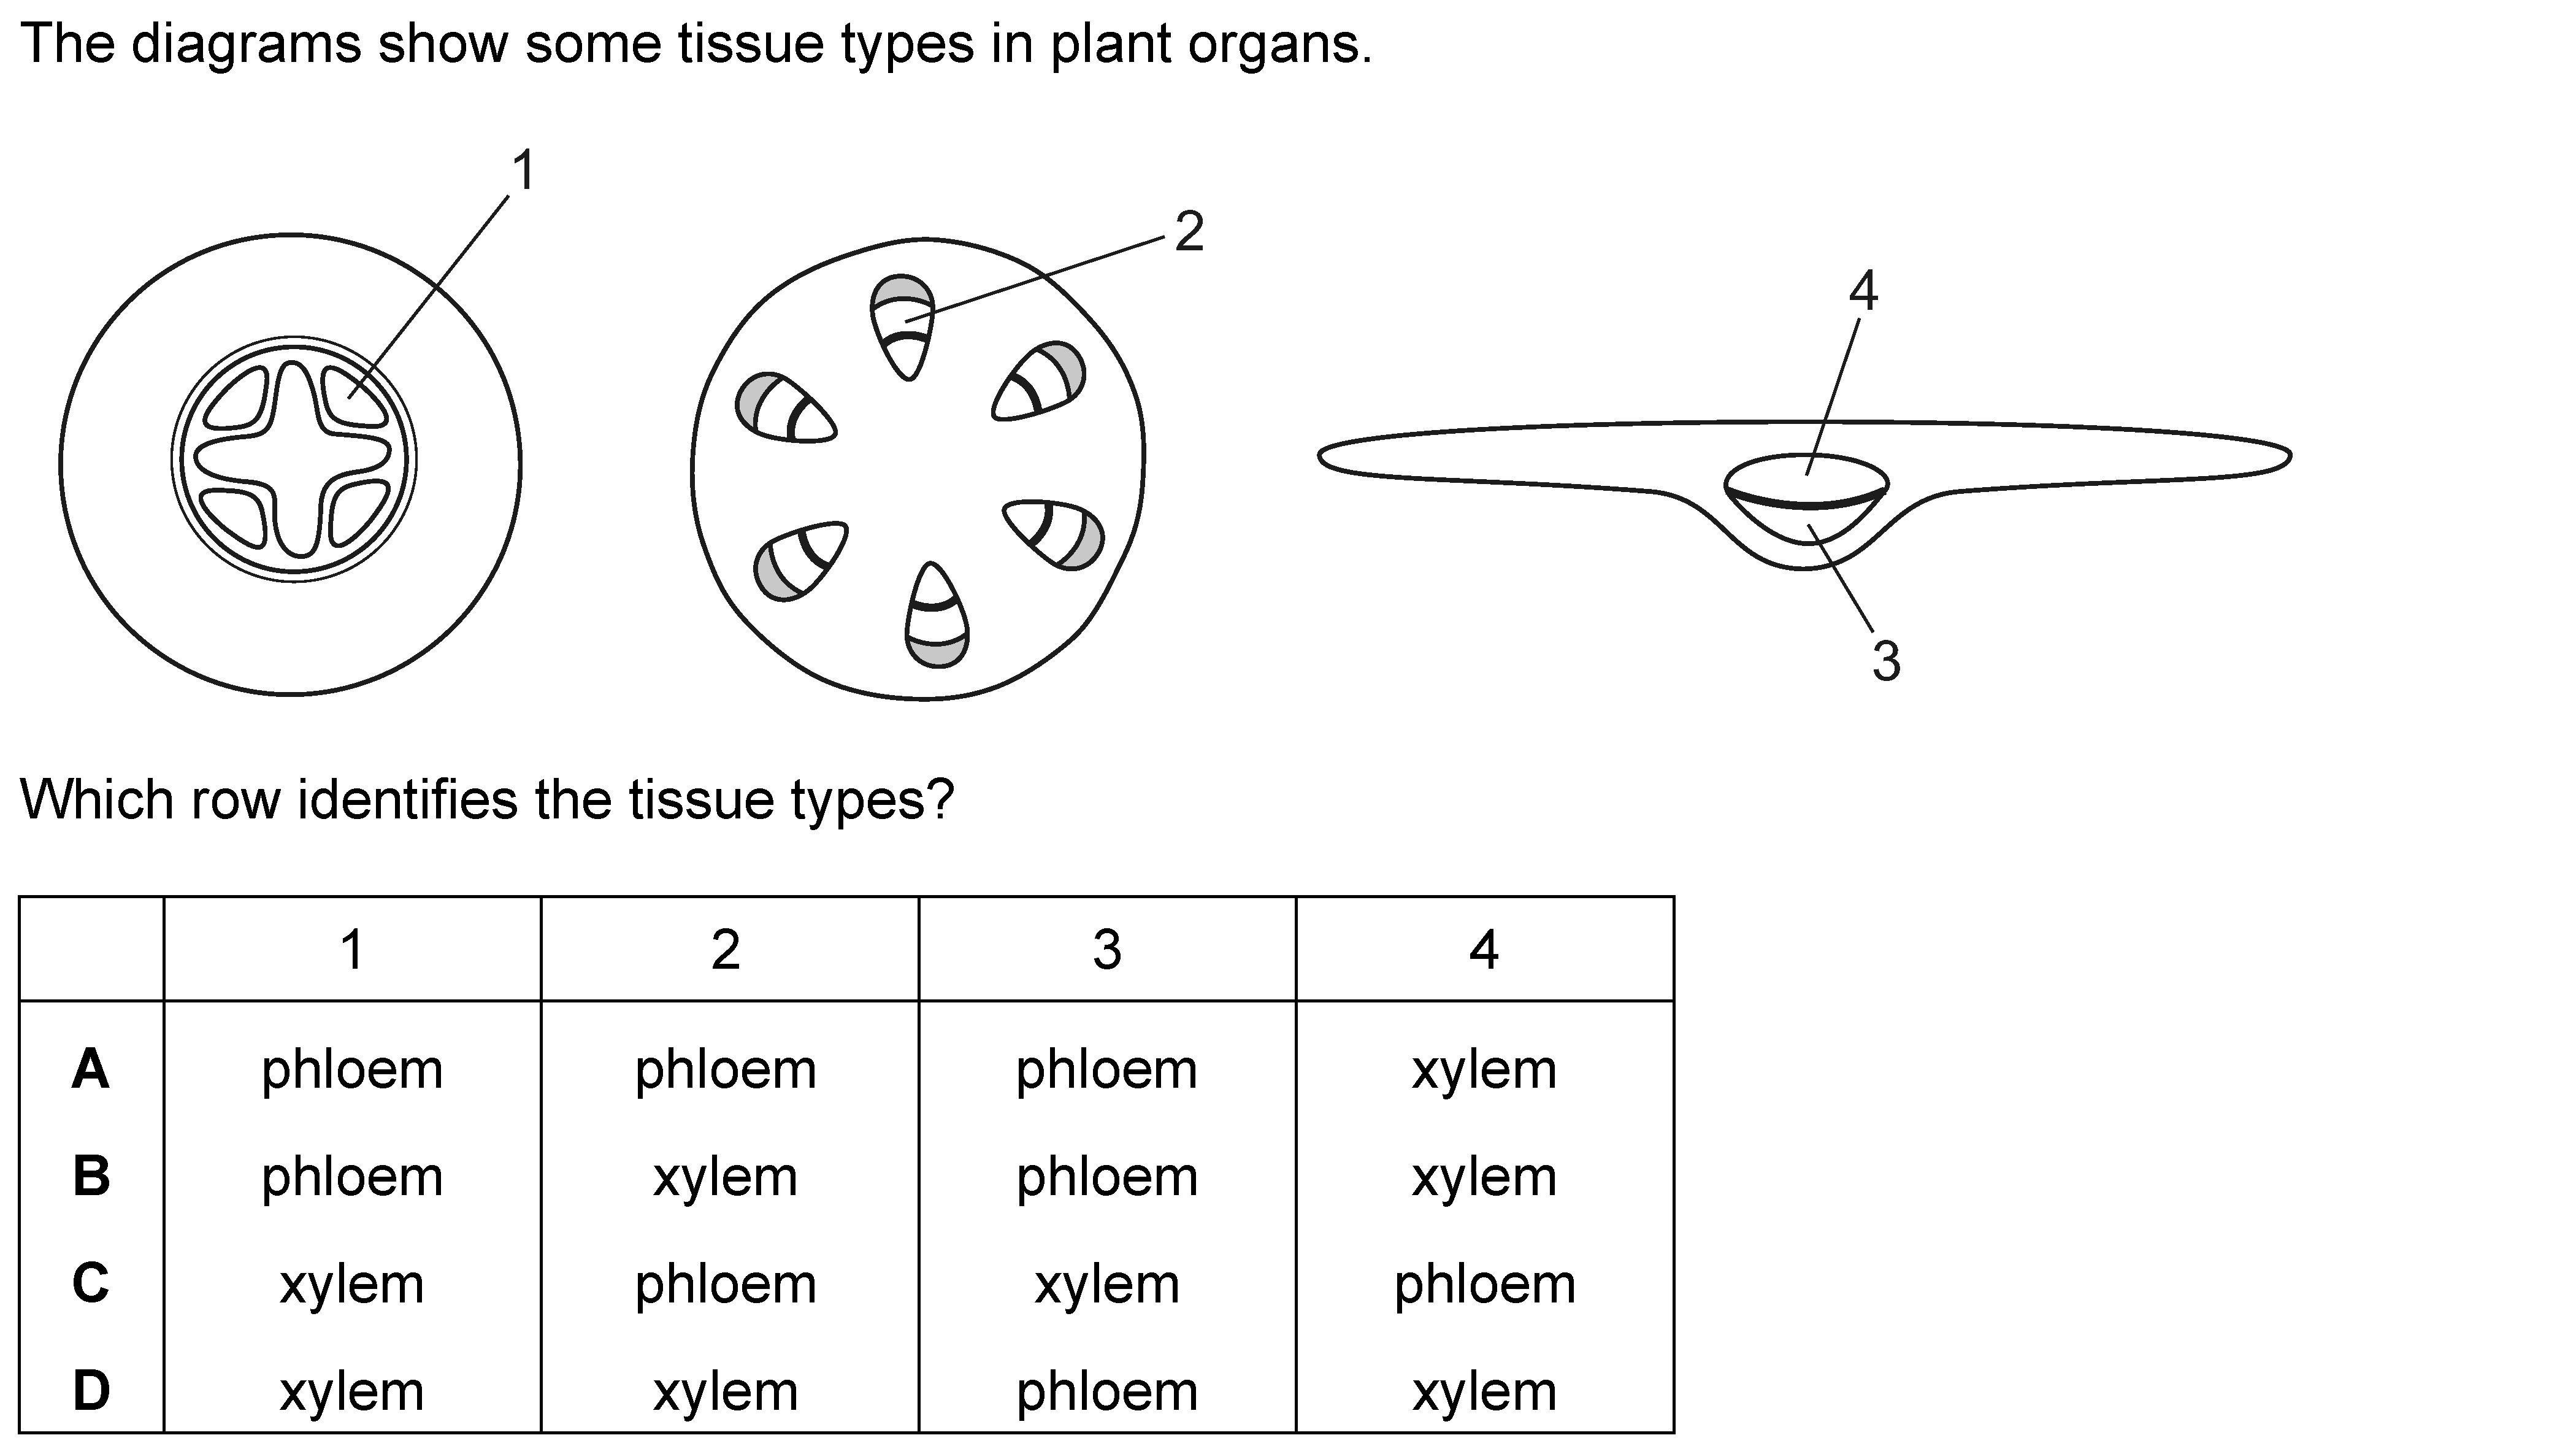 The diagrams show some tissue types in plant organs.
1
2
4
3
Which row identifies the tissue types?
1 2 3 4
A phloem phloem phloem xylem
B phloem xylem phloem xylem
C xylem phloem xylem phloem
D xylem xylem phloem xylem